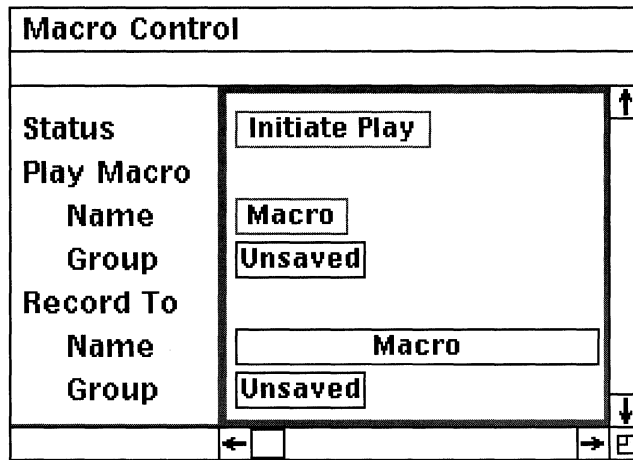 Macro Control
Status Initiate Play
Play Macro
Name Macro
Group Unsaved
Record To
Name Macro
Group Unsaved